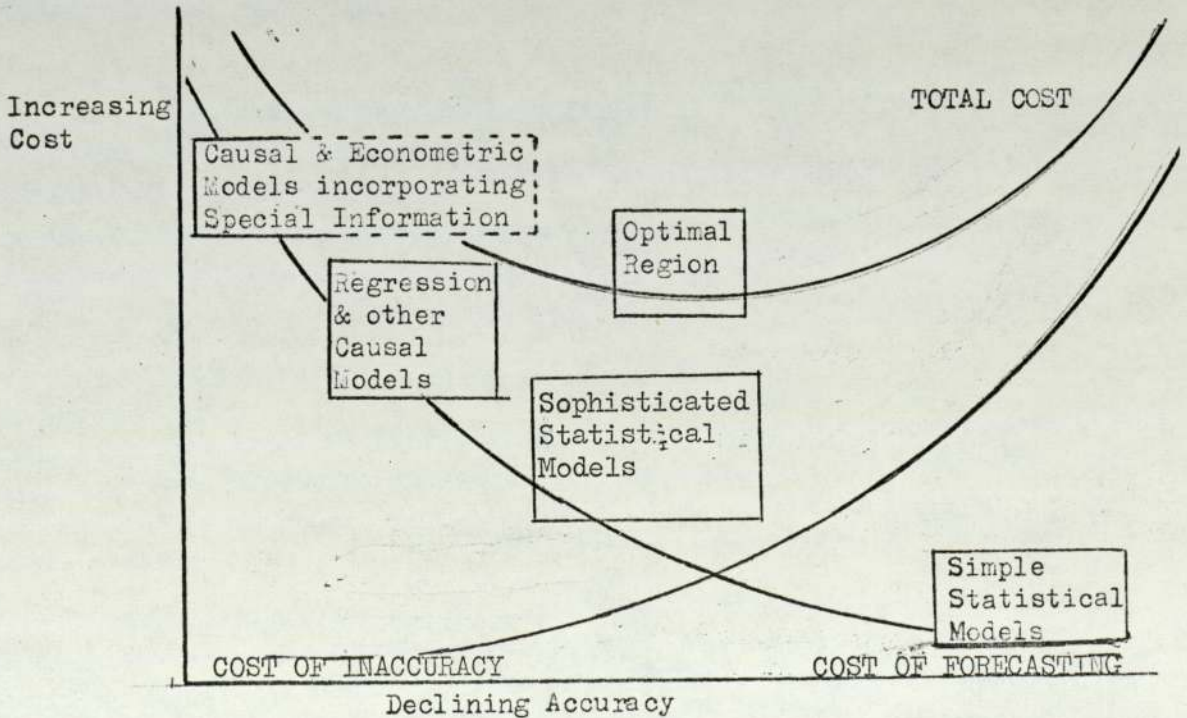 Increasing
Cost
TOTAL COST
Causal & Econometric
Models incorporating
Special Information
Optimal
Region
Regression
& other
Causal
Models
Sophisticated
Statistical
Models
Simple
Statistical
Models
COST OF INACCURACY
COST OF FORECASTING
Declining Accuracy